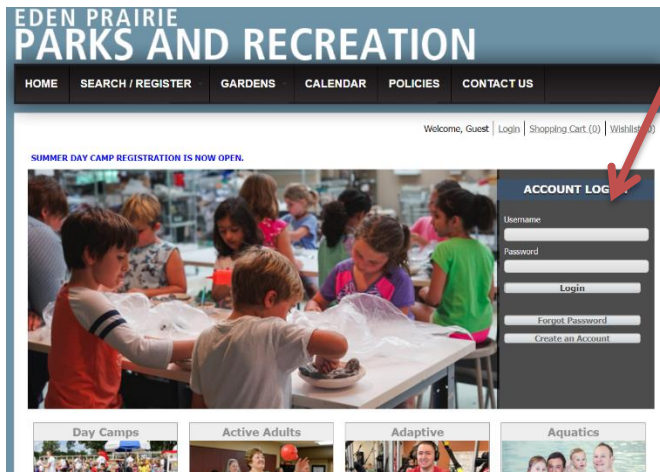 EDEN PRAIRIE
PARKS AND RECREATION
HOME SEARCH / REGISTER GARDENS CALENDAR POLICIES CONTACT US
Welcome, Guest Login Shopping Cart (0) Wishlist
SUMMER DAY CAMP REGISTRATION IS NOW OPEN.
ACCOUNT
Username
Password
Login
Forgot Password
Create an Account
Day Camps Active Adults Adaptive Aquatics